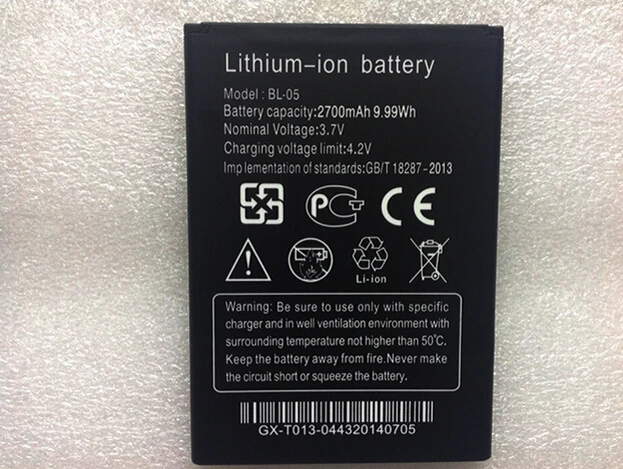 Lithium-ion battery
Model : BL-05
Battery capacity:2700mAh 9.99Wh
Nominal Voltage:3.7V
Charging voltage limit:4.2V
Implementation of standards:GB/T 18287-2013
PCT CE
Li-ion
Warning: Be sure to use only with specific
charger and in well ventilation environment with
surrounding temperature not higher than 50℃.
Keep the battery away from fire.Never make
the circuit short or squeeze the battery.
GX-T013-044320140705